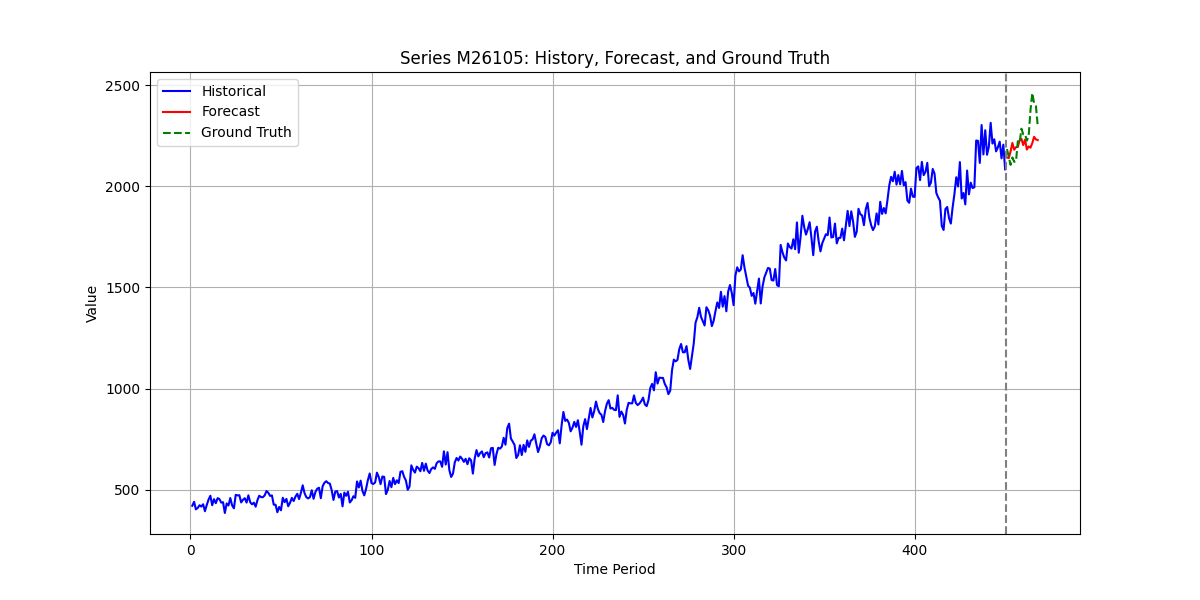 Series M26105: History, Forecast, and Ground Truth
Historical
Forecast
Ground Truth
2500
2000
1500
1000
500
Value
0 100 200 300 400
Time Period